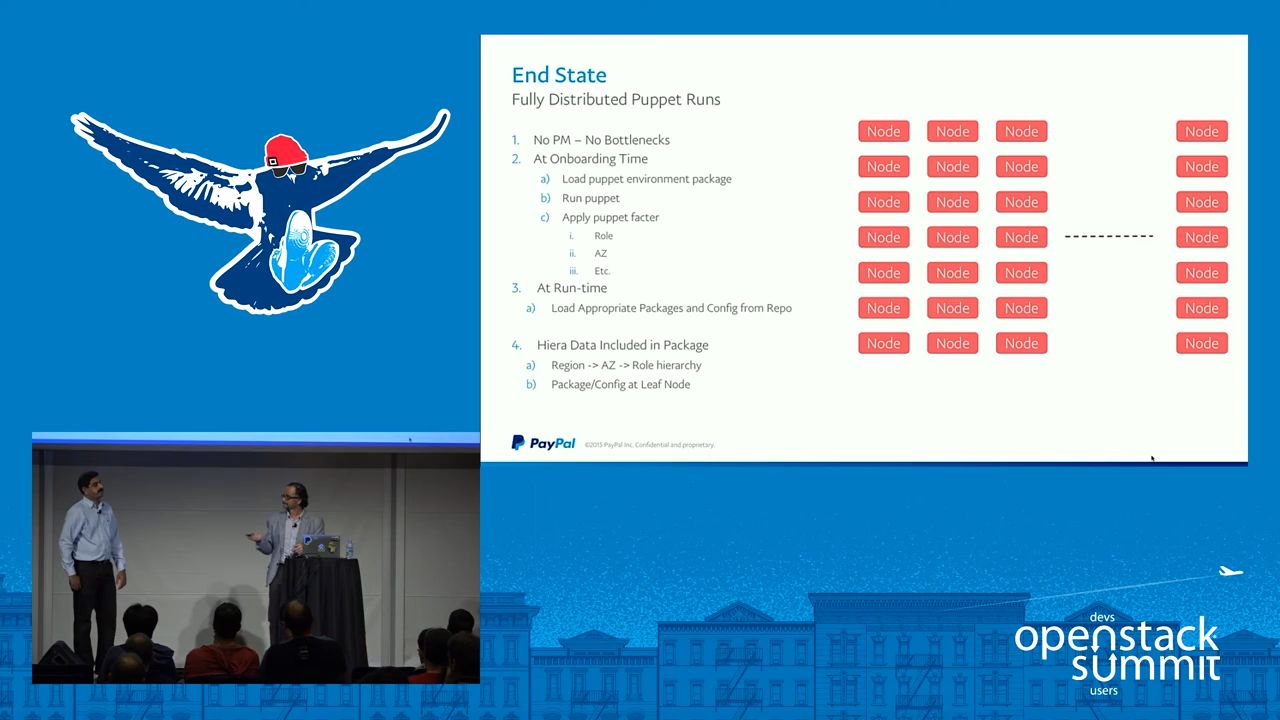 End State
Fully Distributed Puppet Runs
1. No PM – No Bottlenecks
2. At Onboarding Time
a) Load puppet environment package
b) Run puppet
c) Apply puppet facter
i. Role
ii. AZ
iii. Etc.
3. At Run-time
a) Load Appropriate Packages and Config from Repo
4. Hiera Data Included in Package
a) Region -> AZ -> Role hierarchy
b) Package/Config at Leaf Node
Node Node Node Node
Node Node Node Node
Node Node Node Node
Node Node Node Node
Node Node Node Node
Node Node Node Node
Node Node Node Node
PayPal ©2015 PayPal Inc. Confidential and proprietary.
devs
openstack
summit
users